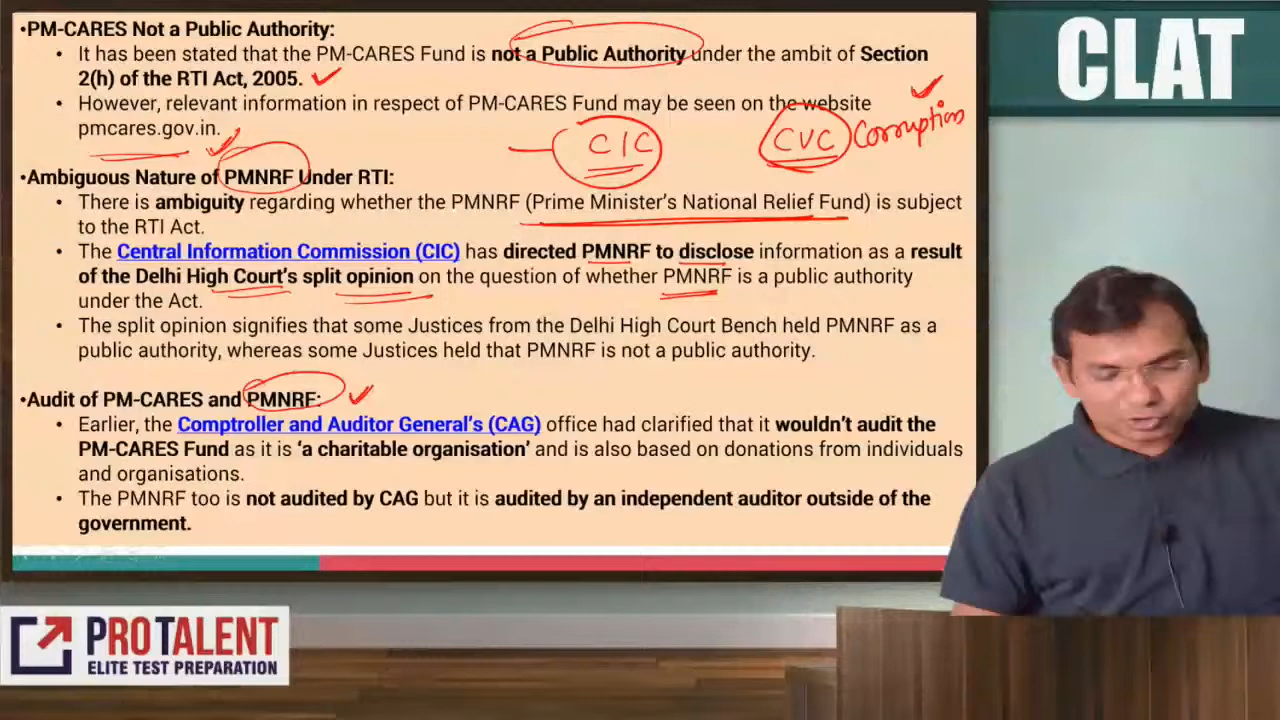 •PM-CARES Not a Public Authority:
• It has been stated that the PM-CARES Fund is not a Public Authority under the ambit of Section
2(h) of the RTI Act, 2005.
• However, relevant information in respect of PM-CARES Fund may be seen on the website
pmcares.gov.in.
CIC
CVC Corruption
•Ambiguous Nature of PMNRF Under RTI:
• There is ambiguity regarding whether the PMNRF (Prime Minister's National Relief Fund) is subject
to the RTI Act.
• The Central Information Commission (CIC) has directed PMNRF to disclose information as a result
of the Delhi High Court's split opinion on the question of whether PMNRF is a public authority
under the Act.
• The split opinion signifies that some Justices from the Delhi High Court Bench held PMNRF as a
public authority, whereas some Justices held that PMNRF is not a public authority.
•Audit of PM-CARES and PMNRF:
• Earlier, the Comptroller and Auditor General's (CAG) office had clarified that it wouldn't audit the
PM-CARES Fund as it is 'a charitable organisation' and is also based on donations from individuals
and organisations.
• The PMNRF too is not audited by CAG but it is audited by an independent auditor outside of the
government.
CLAT
PROTALENT
ELITE TEST PREPARATION